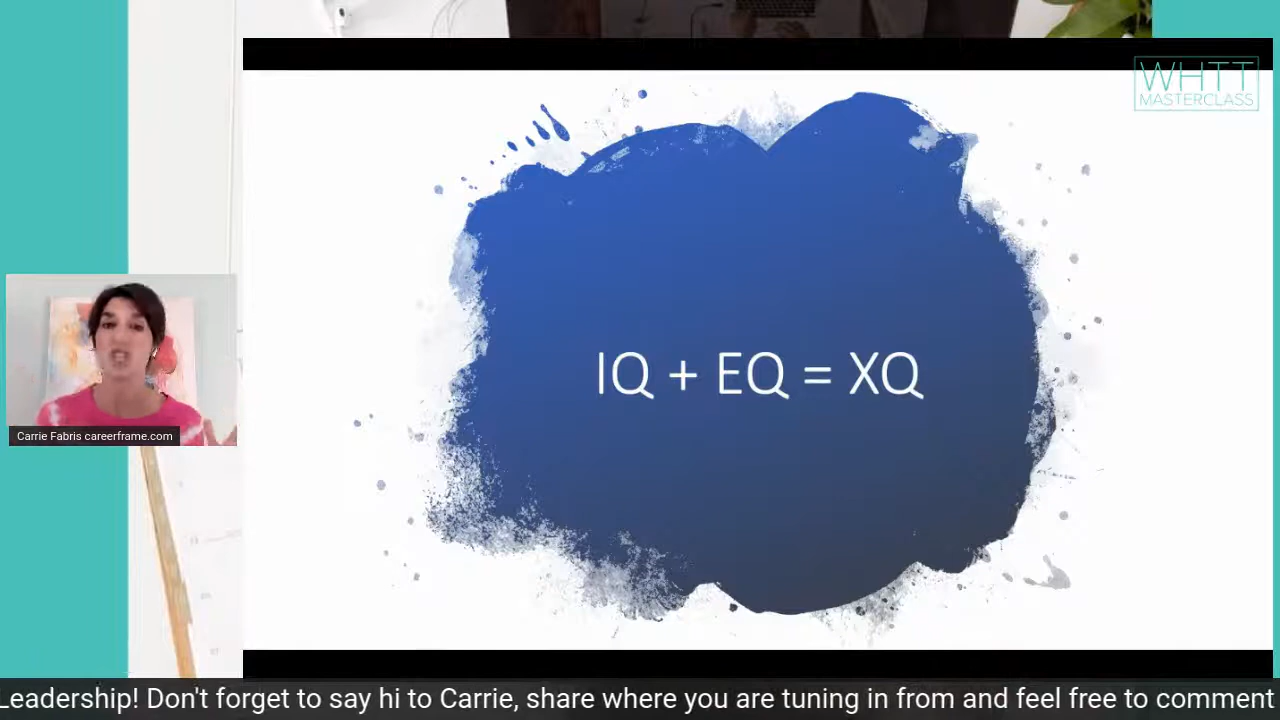 WHTT
MASTERCLASS
IQ + EQ = XQ
Carrie Fabris careerframe.com
Leadership! Don't forget to say hi to Carrie, share where you are tuning in from and feel free to comment